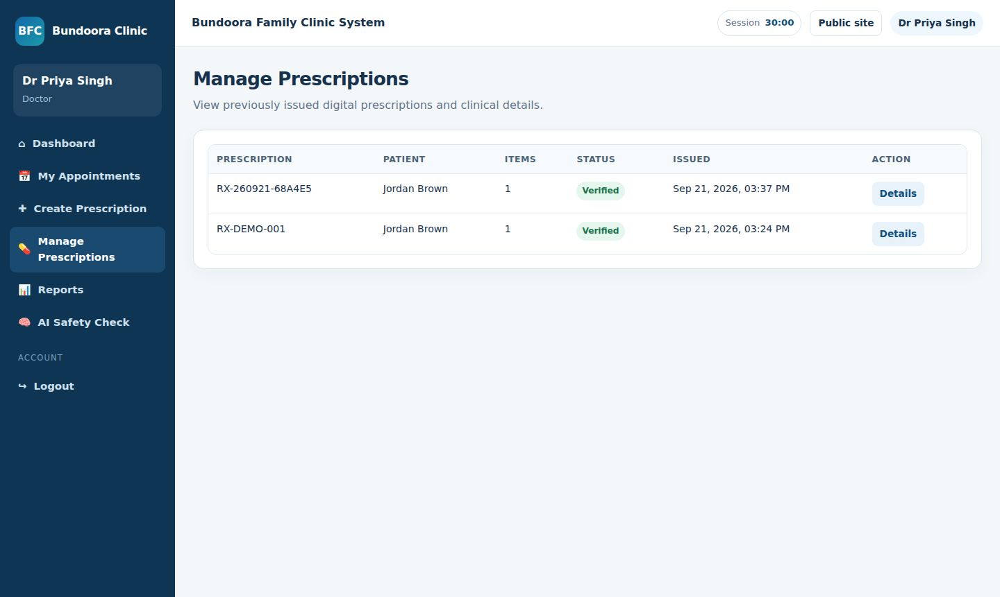 BFC Bundoora Clinic
Dr Priya Singh
Doctor
Dashboard
My Appointments
Create Prescription
Manage
Prescriptions
Reports
AI Safety Check
ACCOUNT
Logout
Bundoora Family Clinic System
Session 30:00
Public site
Dr Priya Singh
Manage Prescriptions
View previously issued digital prescriptions and clinical details.
PRESCRIPTION PATIENT ITEMS STATUS ISSUED ACTION
RX-260921-68A4E5 Jordan Brown 1 Verified Sep 21, 2026, 03:37 PM Details
RX-DEMO-001 Jordan Brown 1 Verified Sep 21, 2026, 03:24 PM Details